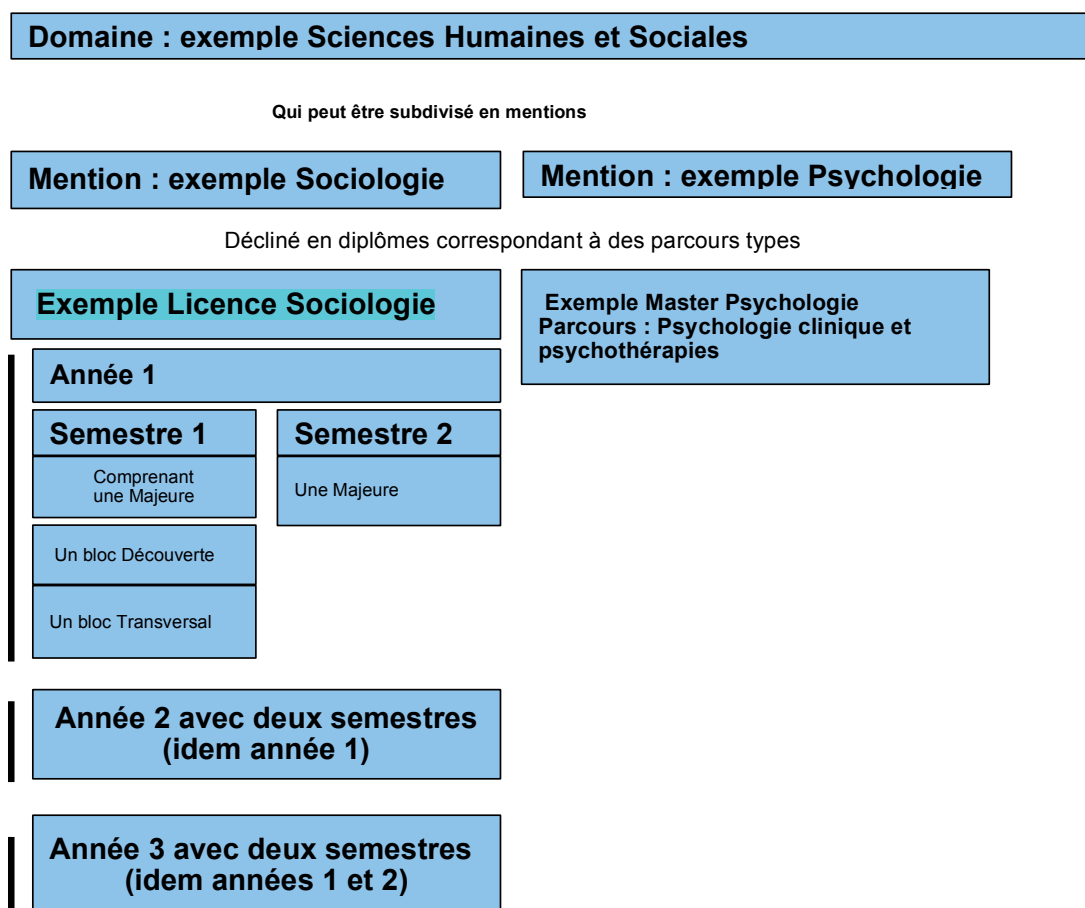 Domaine : exemple Sciences Humaines et Sociales
Qui peut être subdivisé en mentions
Mention : exemple Sociologie
Mention : exemple Psychologie
Décliné en diplômes correspondant à des parcours types
Exemple Licence Sociologie
Exemple Master Psychologie
Parcours : Psychologie clinique et
psychothérapies
Année 1
Semestre 1
Semestre 2
Comprenant
une Majeure
Une Majeure
Un bloc Découverte
Un bloc Transversal
Année 2 avec deux semestres
(idem année 1)
Année 3 avec deux semestres
(idem années 1 et 2)